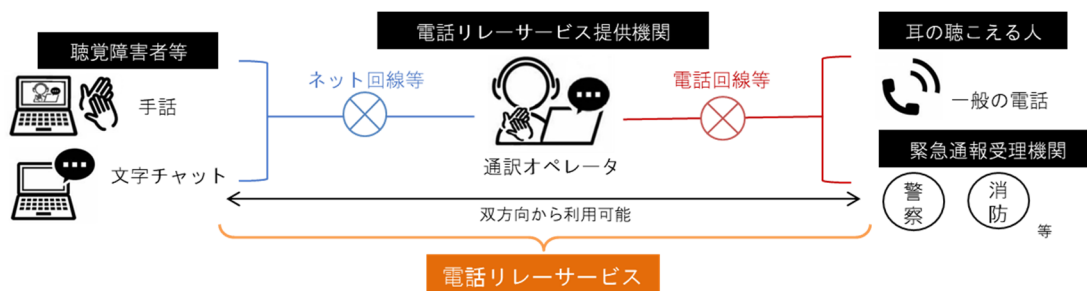 電話リレーサービス提供機関
耳の聴こえる人
聴覚障害者等
ネット回線等
電話回線等
手話
一般の電話
緊急通報受理機関
通訳オペレータ
文字チャット
警察
消防
等
双方向から利用可能
電話リレーサービス